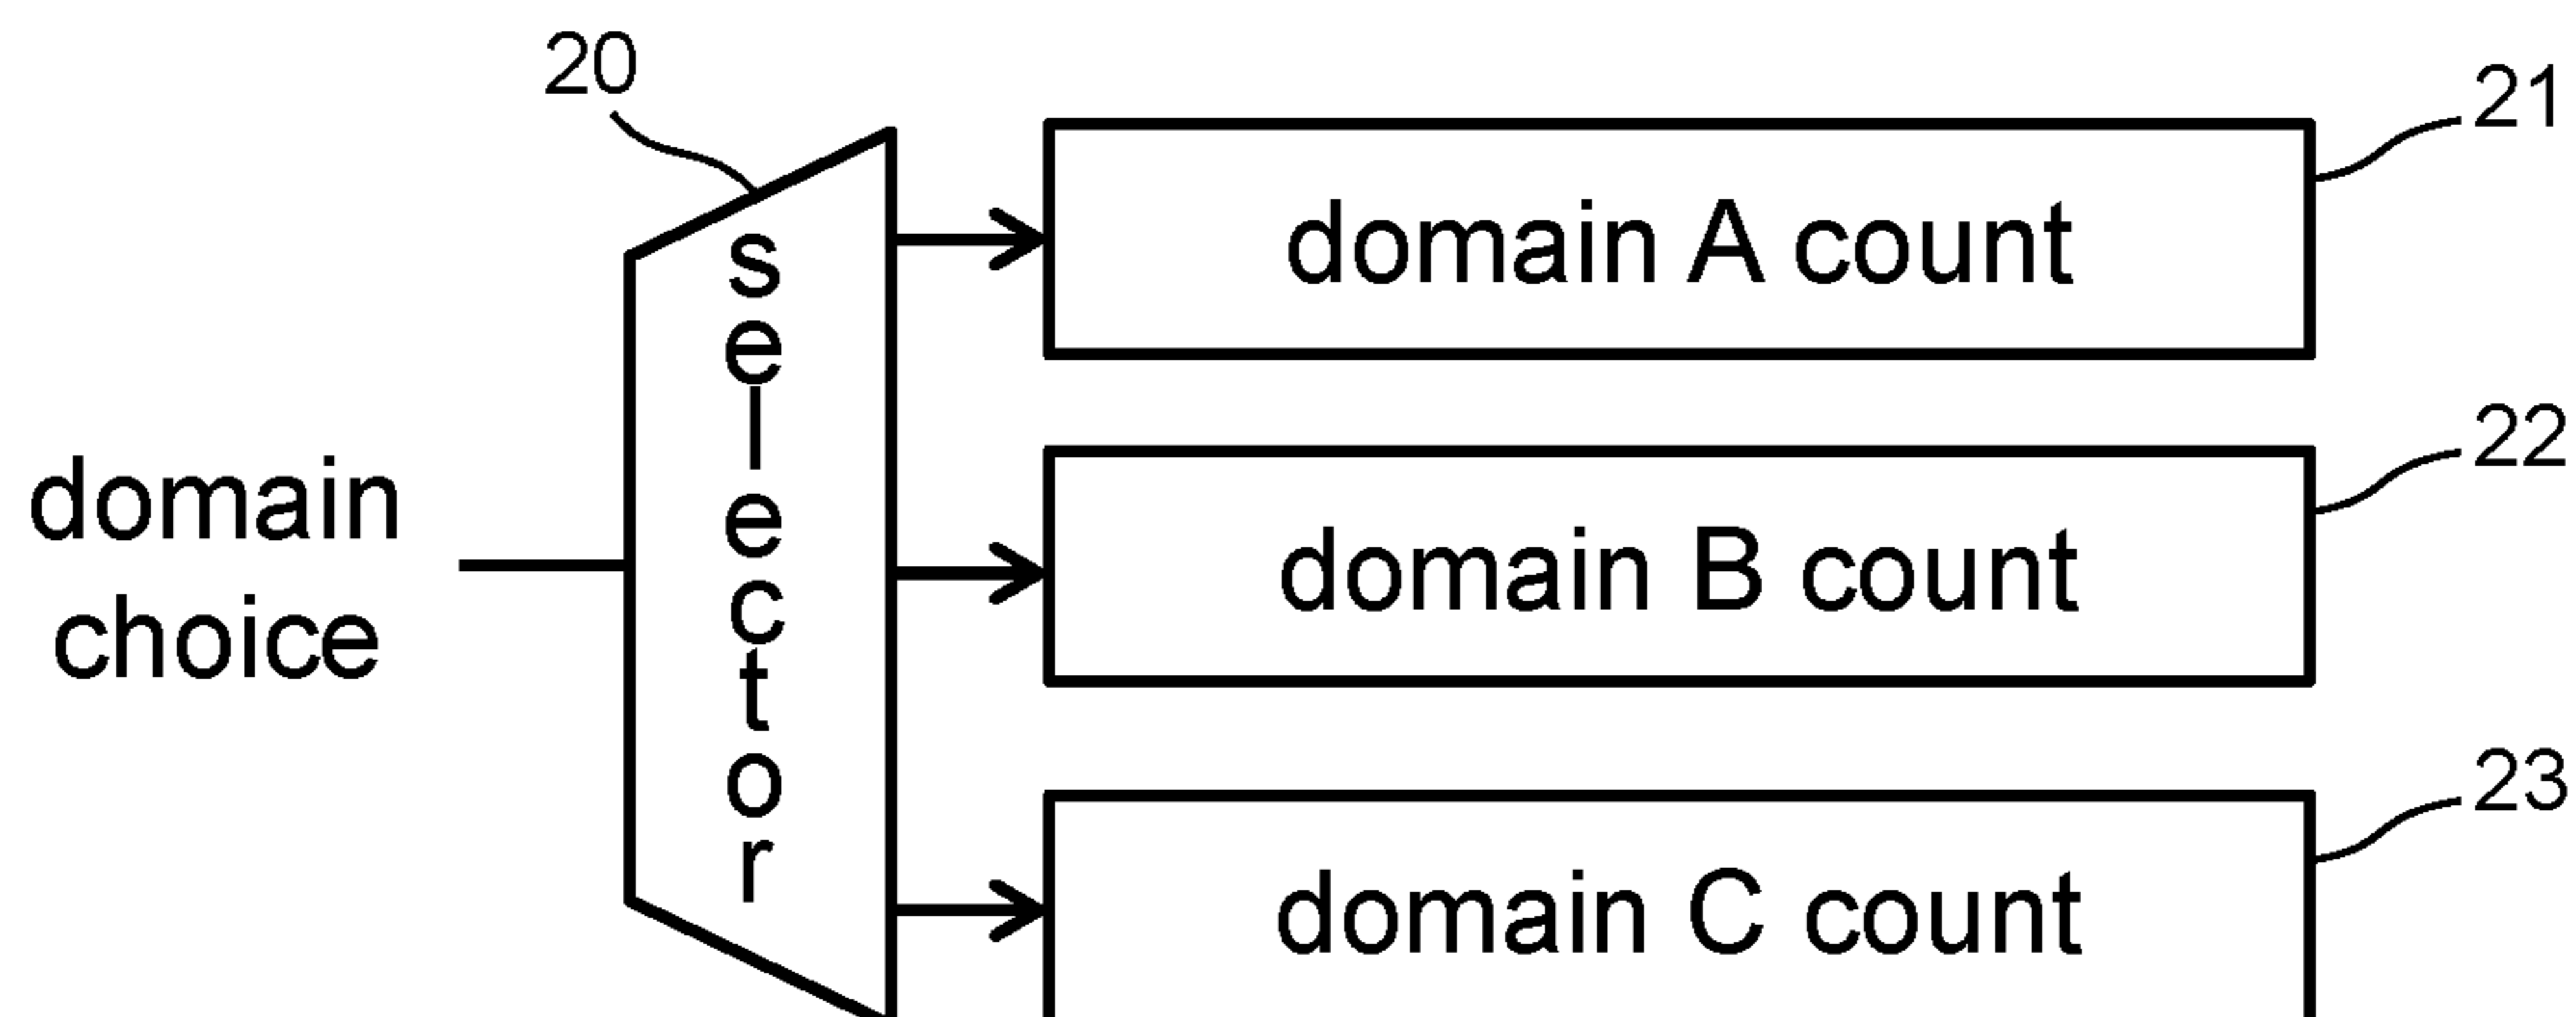 20
21
domain A count
selector
22
domain
choice
domain B count
23
domain C count